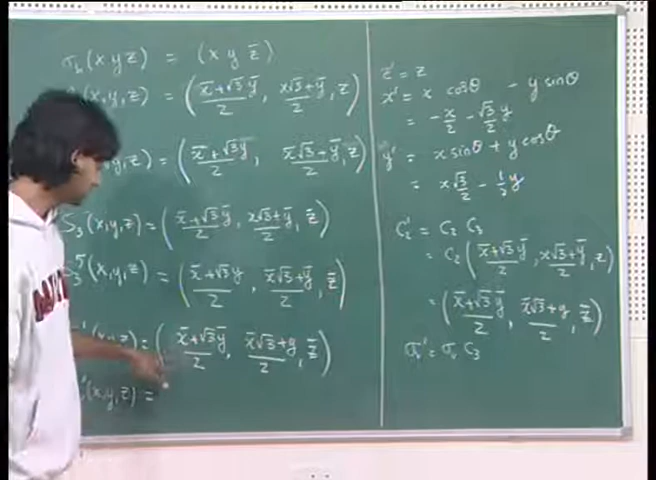 σₕ(x y z) = (x y z̄)
(x, y, z) = ( (x̄ + √3 ȳ)/2 , (x√3 + ȳ)/2 , z )
(x, y, z) = ( (x̄ + √3 y)/2 , (x̄√3 + ȳ)/2 , z )
S₃(x, y, z) = ( (x̄ + √3 ȳ)/2 , (x√3 + ȳ)/2 , z̄ )
S₃⁵(x, y, z) = ( (x̄ + √3 y)/2 , (x̄√3 + ȳ)/2 , z̄ )
= ( (x̄ + √3 ȳ)/2 , (x̄√3 + y)/2 , z̄ )
(x, y, z) =
z' = z
x' = x cosθ - y sinθ
= -x/2 - √3/2 y
y' = x sinθ + y cosθ
= x √3/2 - 1/2 y
C₂' = C₂ C₃
= C₂ ( (x̄ + √3 ȳ)/2 , (x√3 + ȳ)/2 , z )
= ( (x̄ + √3 ȳ)/2 , (x̄√3 + y)/2 , z̄ )
σᵥ' = σᵥ C₃